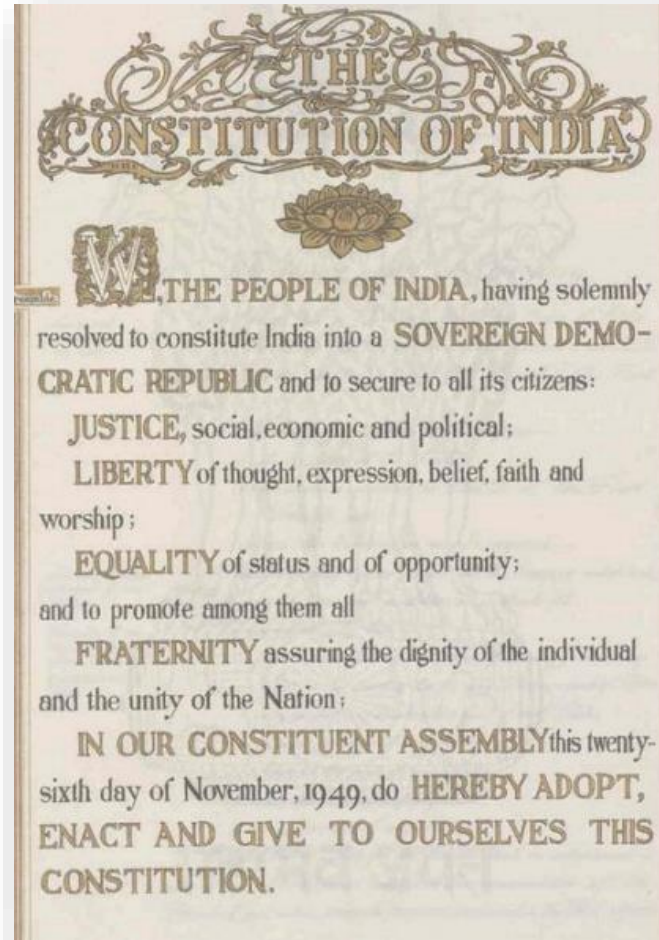 THE
CONSTITUTION OF INDIA
WE, THE PEOPLE OF INDIA, having solemnly
resolved to constitute India into a SOVEREIGN DEMO-
CRATIC REPUBLIC and to secure to all its citizens:
JUSTICE, social, economic and political;
LIBERTY of thought, expression, belief, faith and
worship;
EQUALITY of status and of opportunity;
and to promote among them all
FRATERNITY assuring the dignity of the individual
and the unity of the Nation;
IN OUR CONSTITUENT ASSEMBLY this twenty-
sixth day of November, 1949, do HEREBY ADOPT,
ENACT AND GIVE TO OURSELVES THIS
CONSTITUTION.